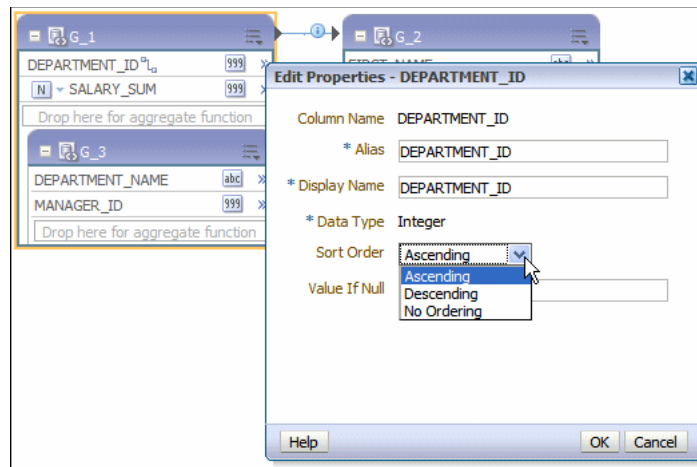 G_1
DEPARTMENT_ID 999
N SALARY_SUM 999
Drop here for aggregate function
G_3
DEPARTMENT_NAME abc
MANAGER_ID 999
Drop here for aggregate function
G_2
Edit Properties - DEPARTMENT_ID
Column Name DEPARTMENT_ID
* Alias DEPARTMENT_ID
* Display Name DEPARTMENT_ID
* Data Type Integer
Sort Order Ascending
Ascending
Descending
No Ordering
Value If Null
Help OK Cancel